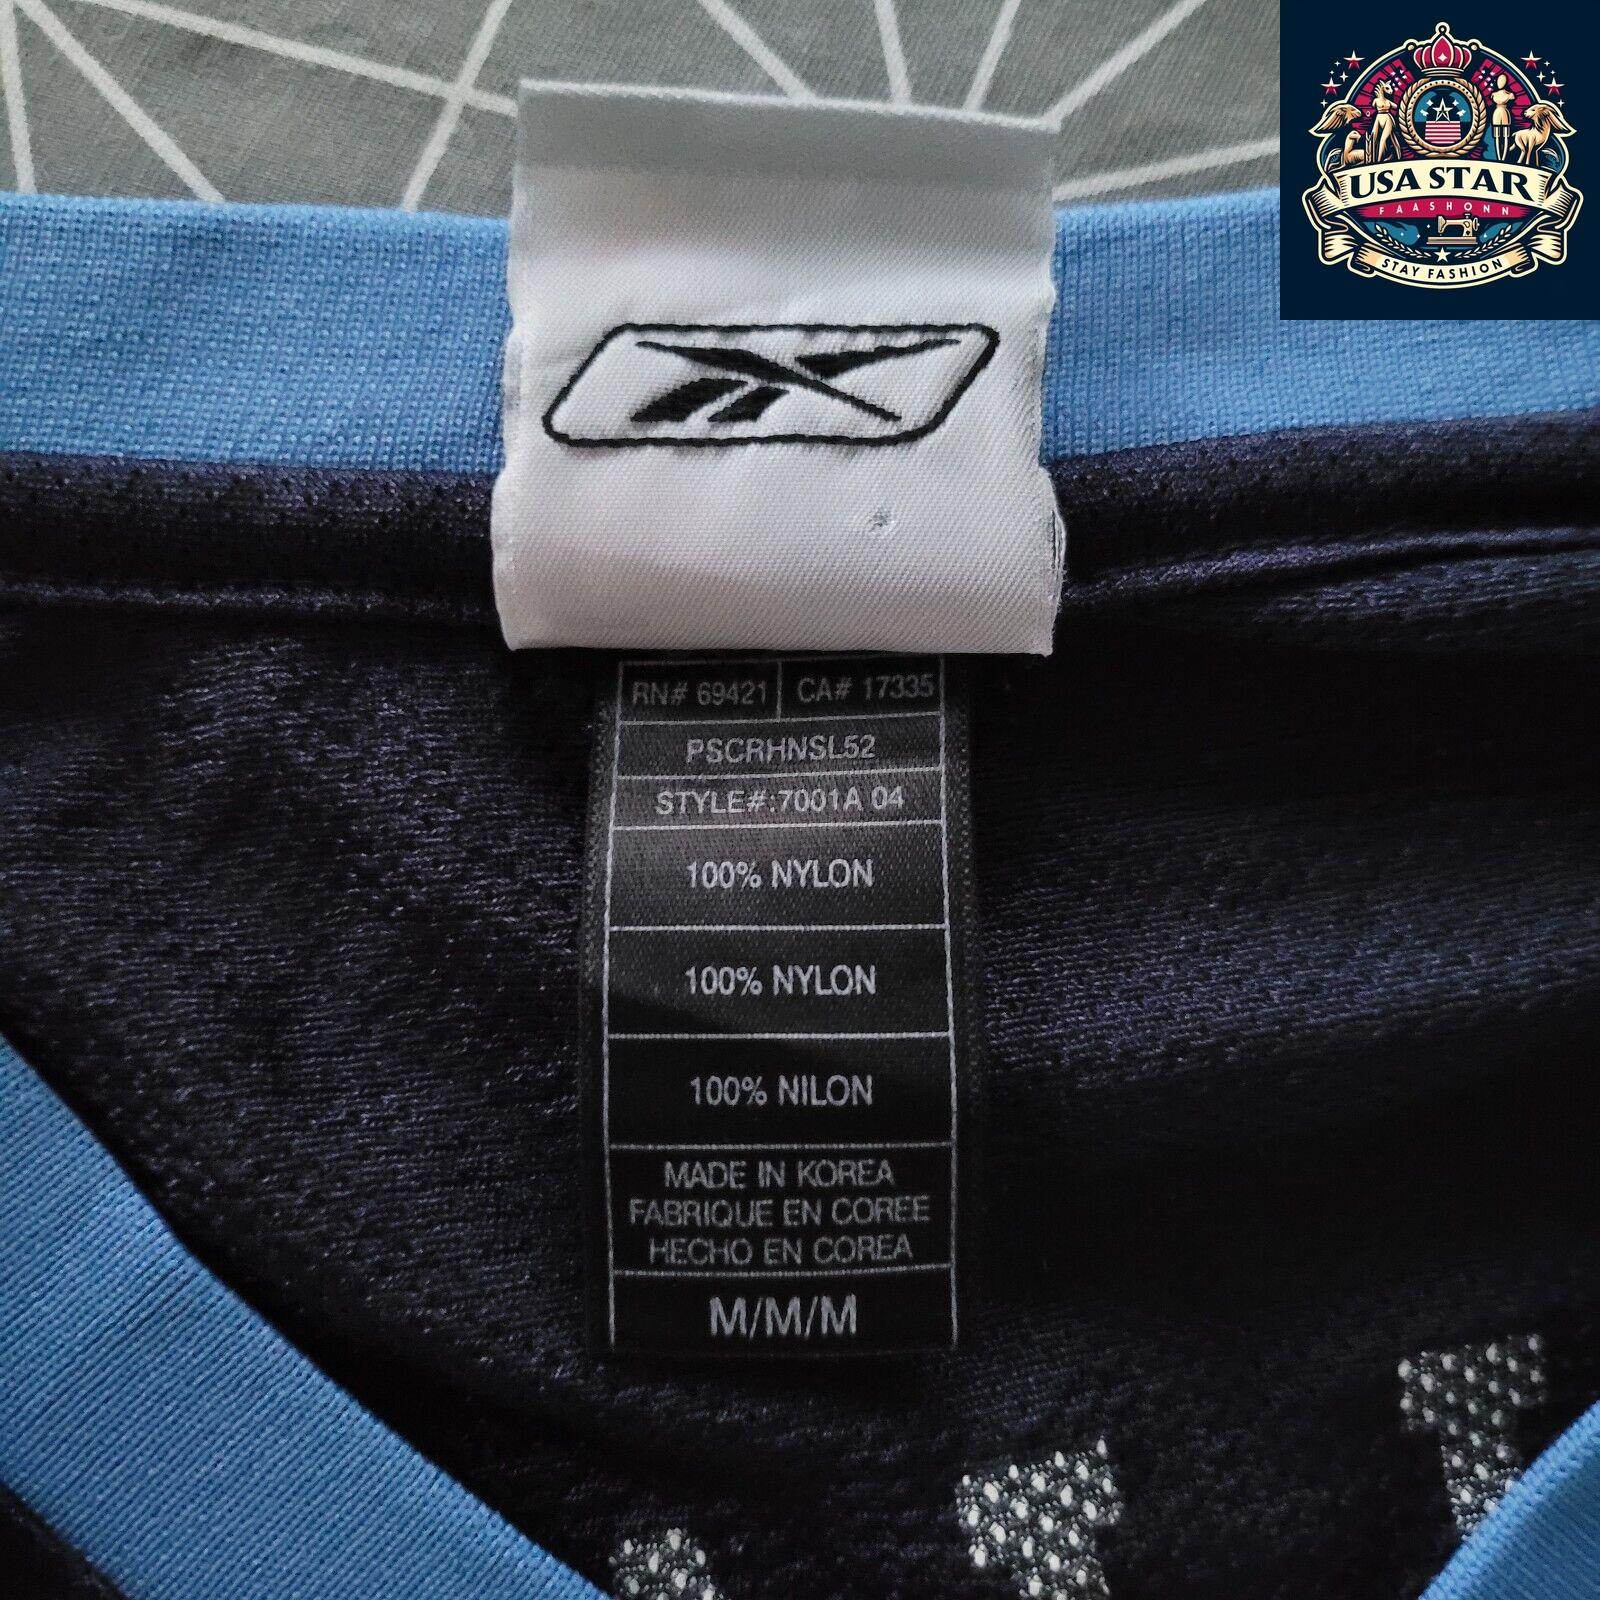 USA STAR
FAASHONN
STAY FASHION
RN# 69421 CA# 17335
PSCRHNSL52
STYLE#:7001A 04
100% NYLON
100% NYLON
100% NILON
MADE IN KOREA
FABRIQUE EN COREE
HECHO EN COREA
M/M/M